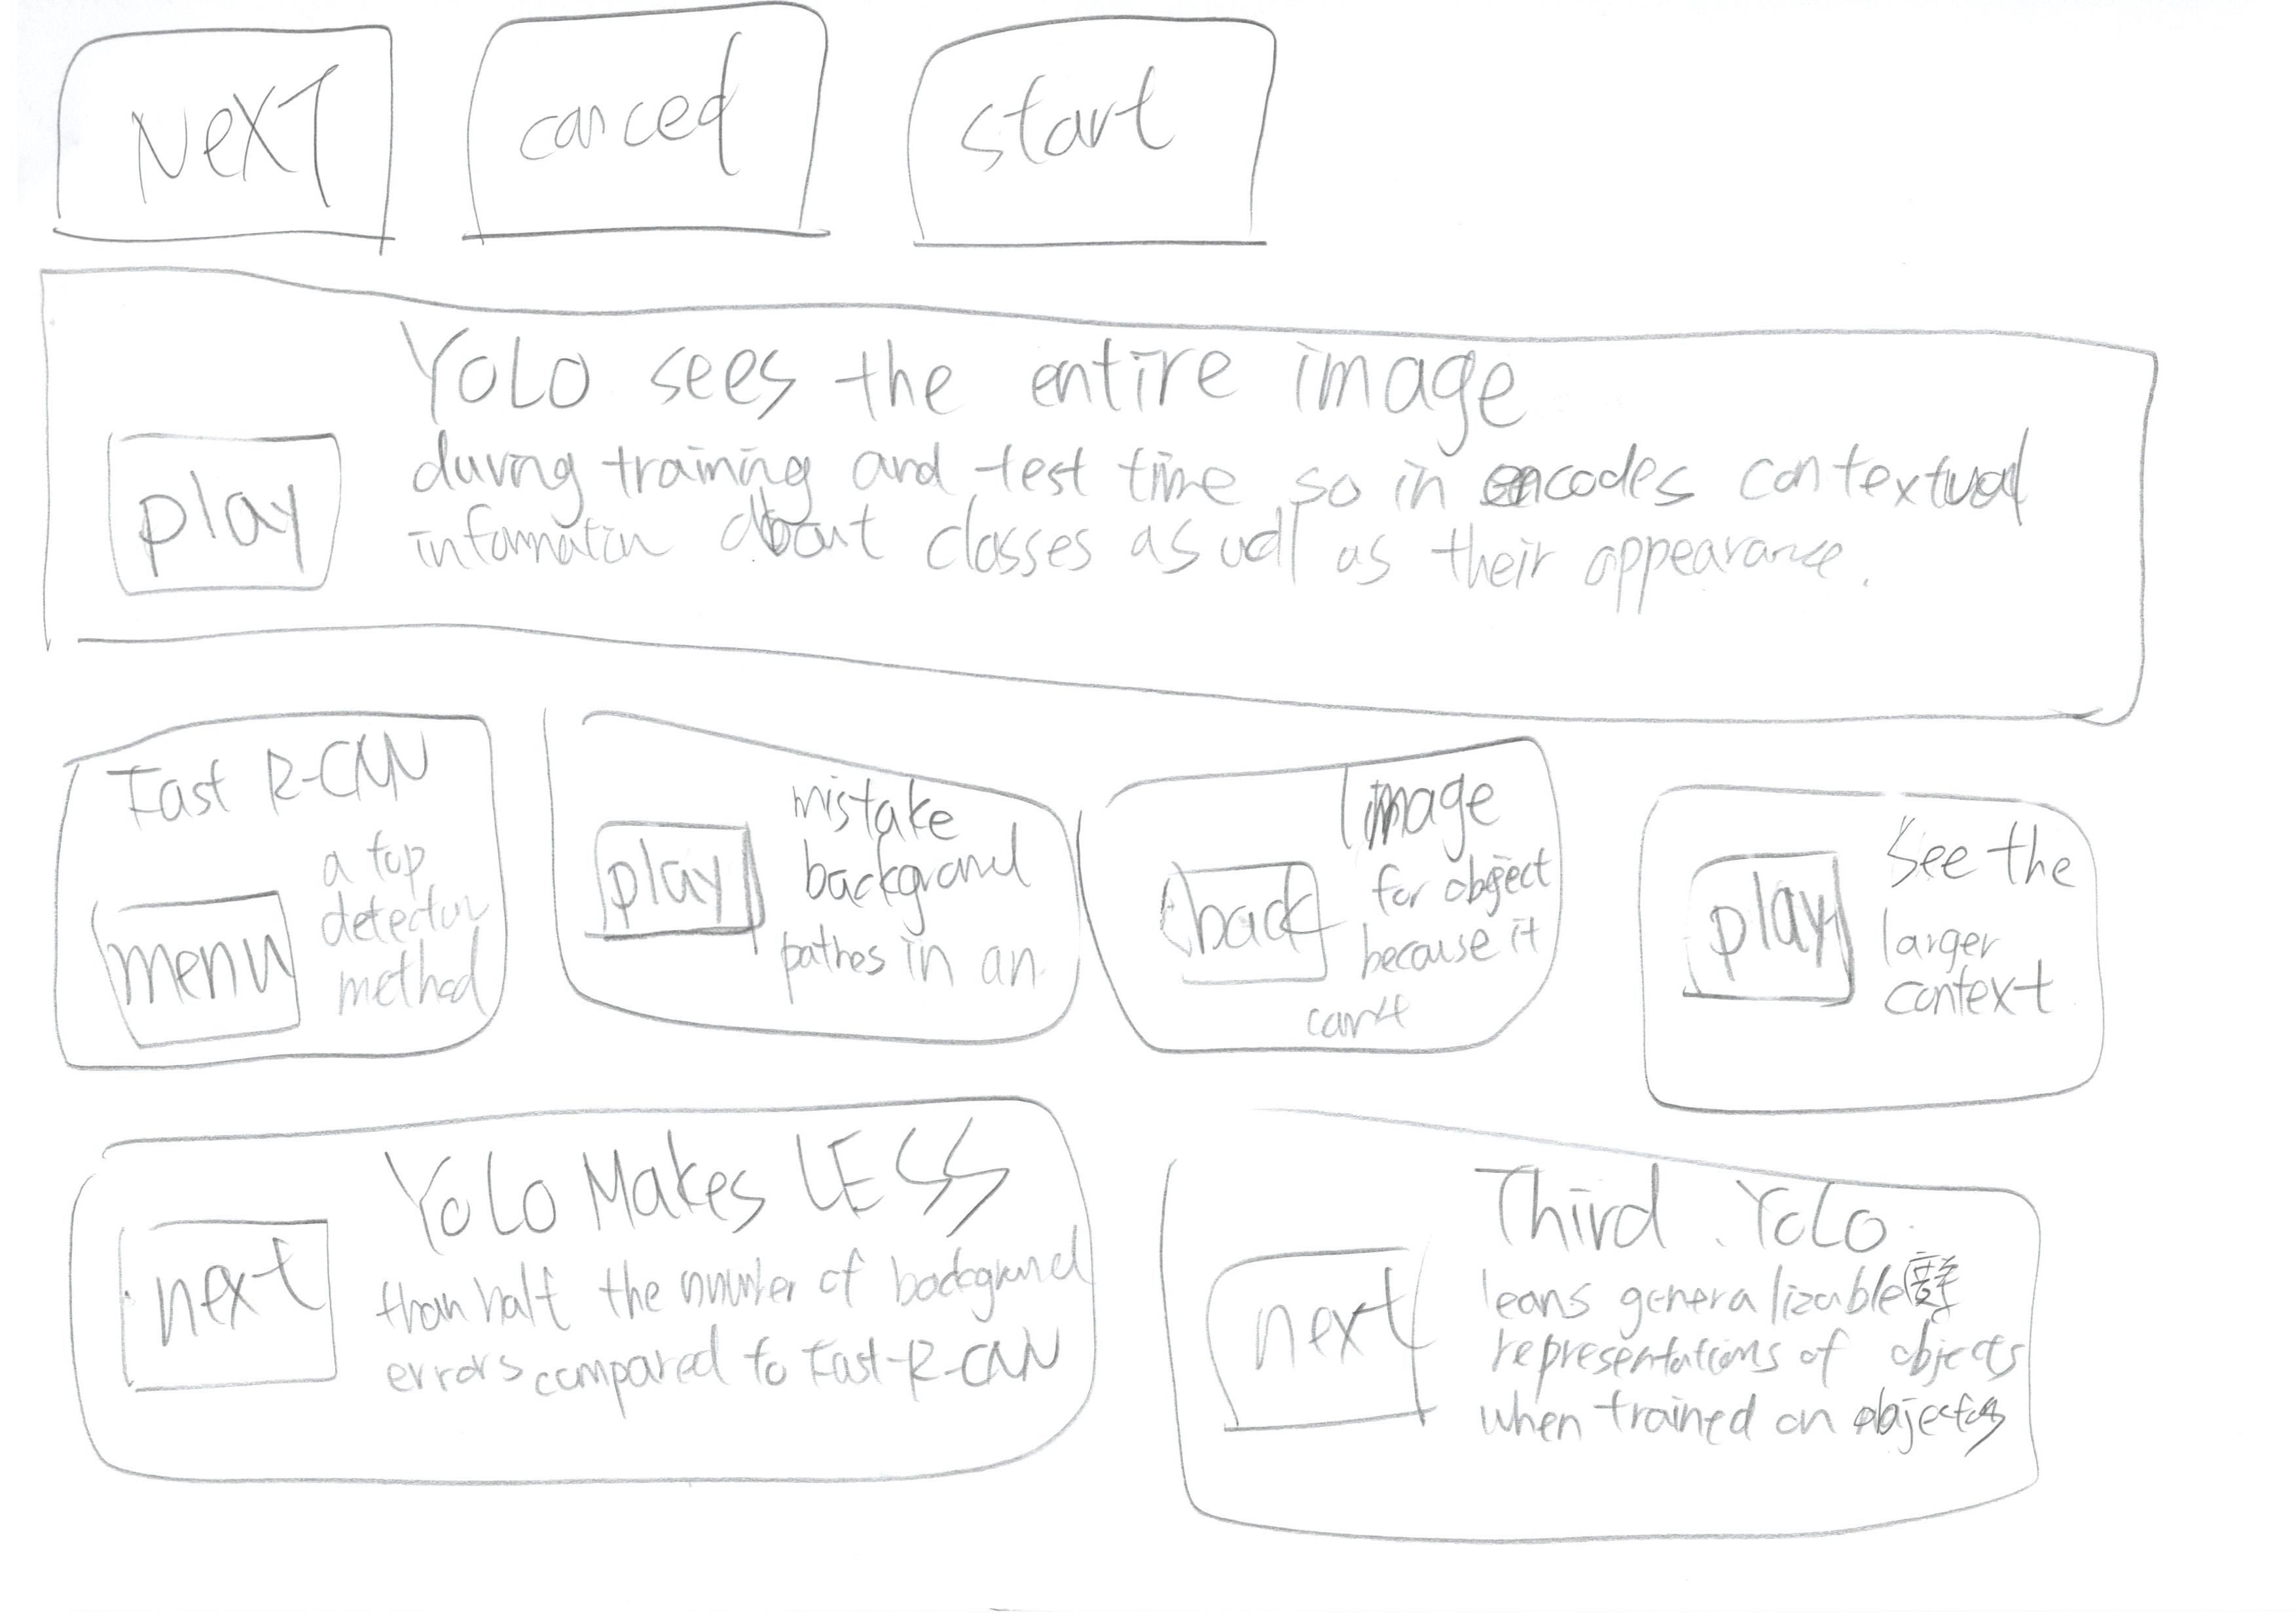 NeXT
canced
start
YoLo sees the entire image
during training and test time so in encodes contextual
information about classes as well as their appearance.
play
Fast R-CNN
a top
detector
method
menu
mistake
background
pathes in an
play
Image
for object
because it
can't
back
See the
larger
context
play
YoLo Makes LESS
than half the number of background
errors compared to Fast-R-CNN
next
Third. YoLo
leans generalizable
representations of objects
when trained on
next